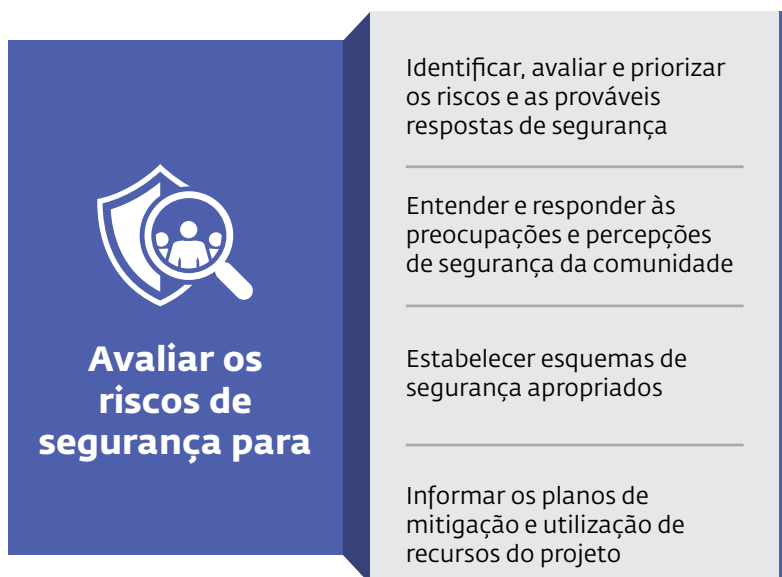 Avaliar os
riscos de
segurança para
Identificar, avaliar e priorizar
os riscos e as prováveis
respostas de segurança
Entender e responder às
preocupações e percepções
de segurança da comunidade
Estabelecer esquemas de
segurança apropriados
Informar os planos de
mitigação e utilização de
recursos do projeto